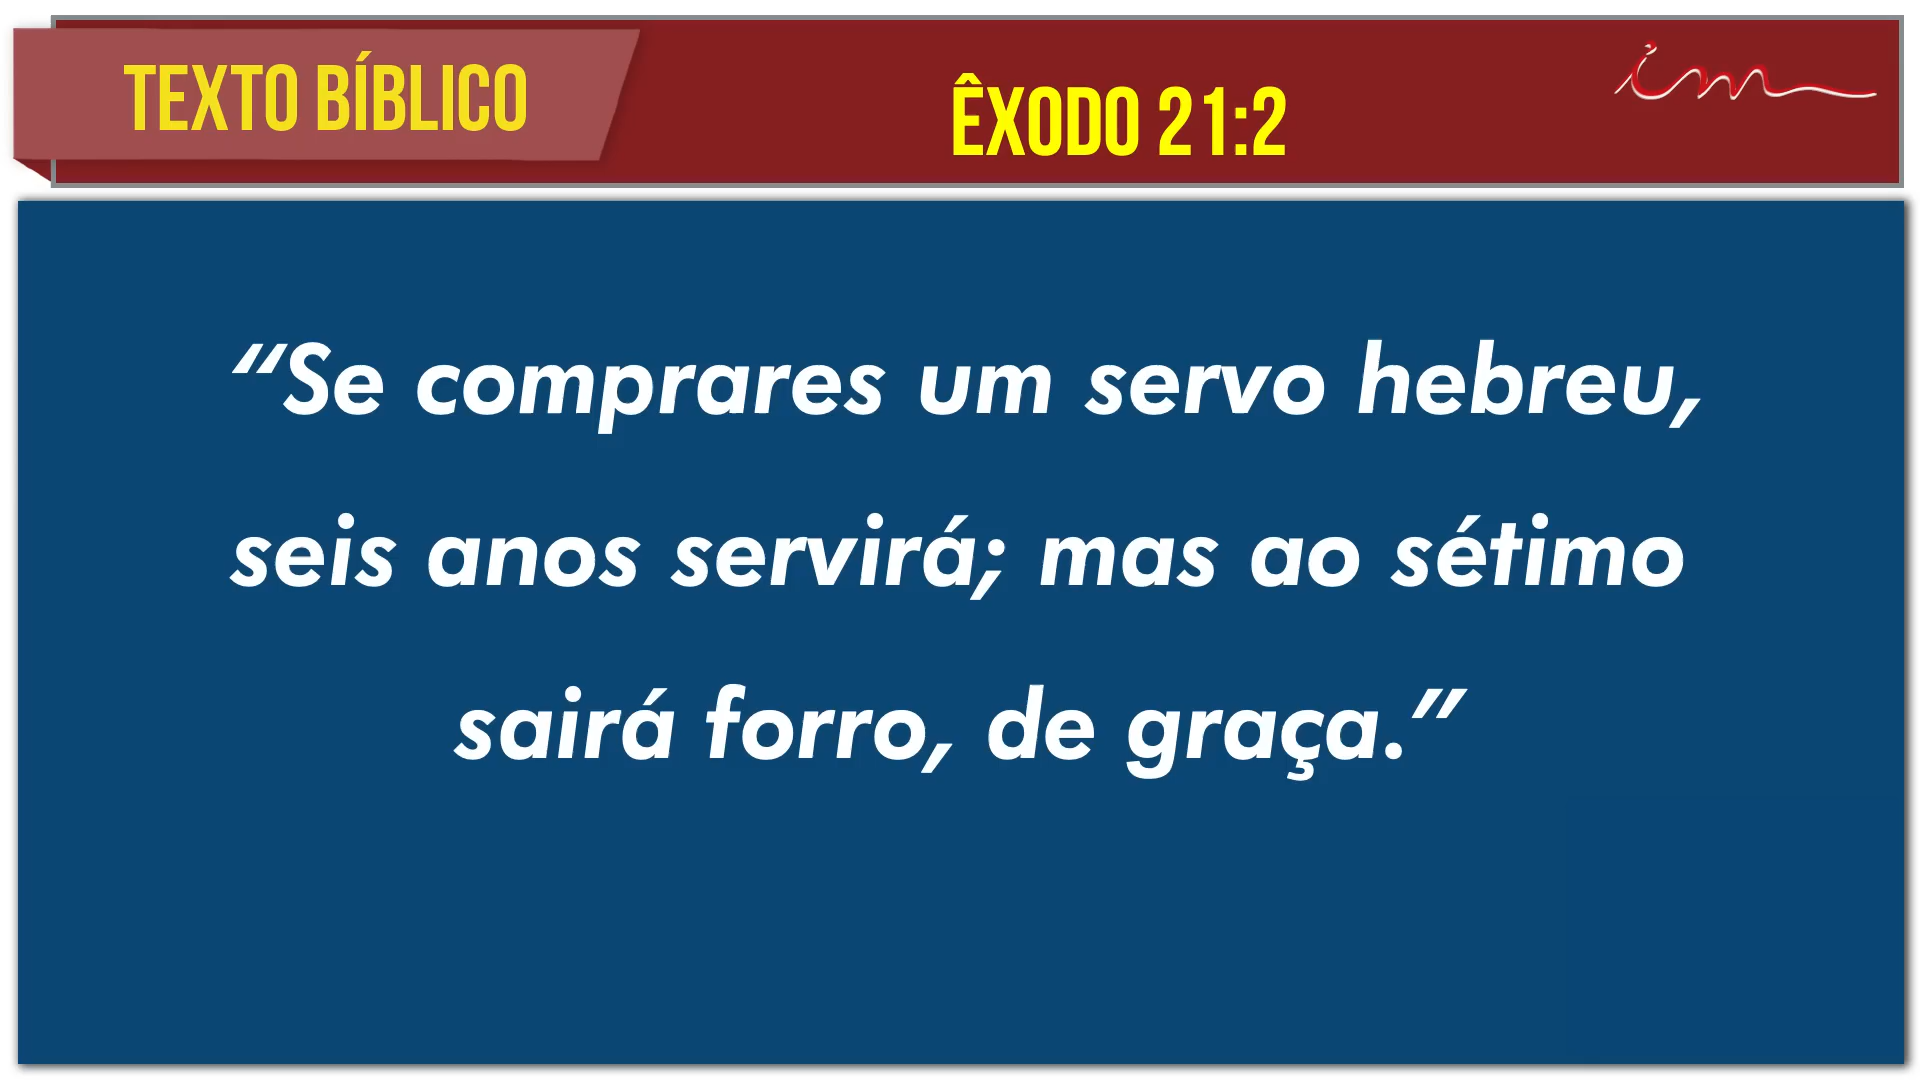 TEXTO BÍBLICO
ÊXODO 21:2
im
“Se comprares um servo hebreu,
seis anos servirá; mas ao sétimo
sairá forro, de graça.”